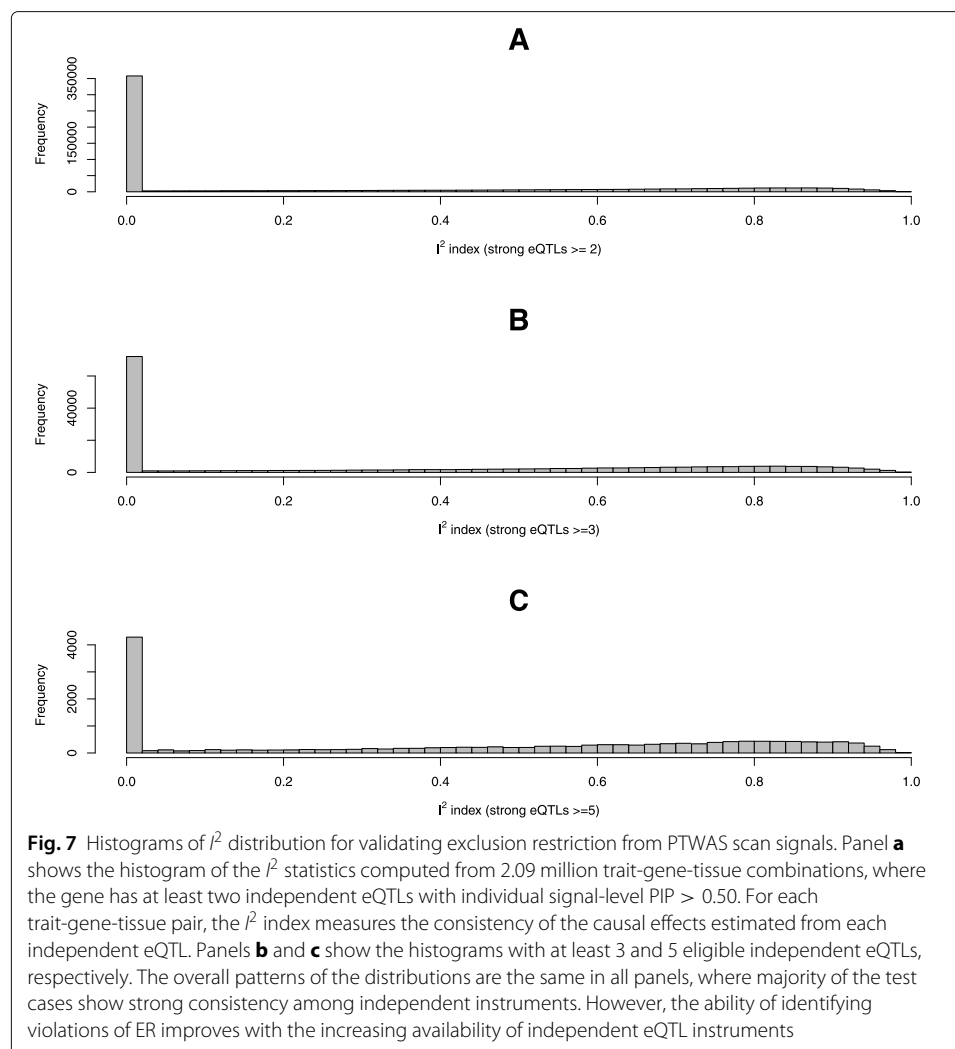 A
Frequency
0 150000 350000
0.0 0.2 0.4 0.6 0.8 1.0
I² index (strong eQTLs >= 2)
B
Frequency
0 40000
0.0 0.2 0.4 0.6 0.8 1.0
I² index (strong eQTLs >=3)
C
Frequency
0 2000 4000
0.0 0.2 0.4 0.6 0.8 1.0
I² index (strong eQTLs >=5)
Fig. 7 Histograms of I² distribution for validating exclusion restriction from PTWAS scan signals. Panel a
shows the histogram of the I² statistics computed from 2.09 million trait-gene-tissue combinations, where
the gene has at least two independent eQTLs with individual signal-level PIP > 0.50. For each
trait-gene-tissue pair, the I² index measures the consistency of the causal effects estimated from each
independent eQTL. Panels b and c show the histograms with at least 3 and 5 eligible independent eQTLs,
respectively. The overall patterns of the distributions are the same in all panels, where majority of the test
cases show strong consistency among independent instruments. However, the ability of identifying
violations of ER improves with the increasing availability of independent eQTL instruments